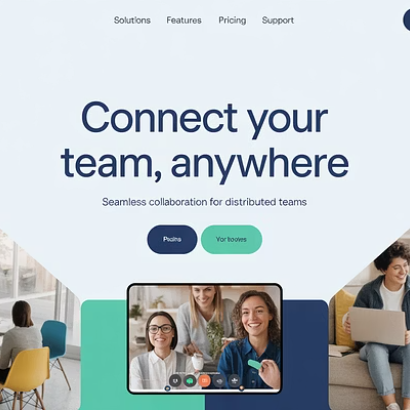 Solutions Features Pricing Support
Connect your
team, anywhere
Seamless collaboration for distributed teams